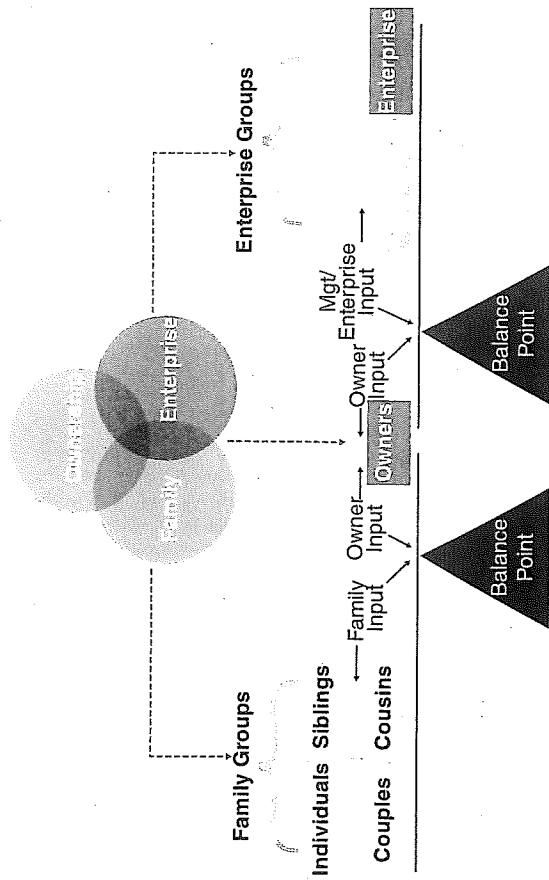 Family
Enterprise
Family Groups
Enterprise Groups
Individuals Siblings
Couples Cousins
Family
Input
Owner
Input
Owners
Owner
Input
Mgt/
Enterprise
Input
Enterprise
Balance
Point
Balance
Point